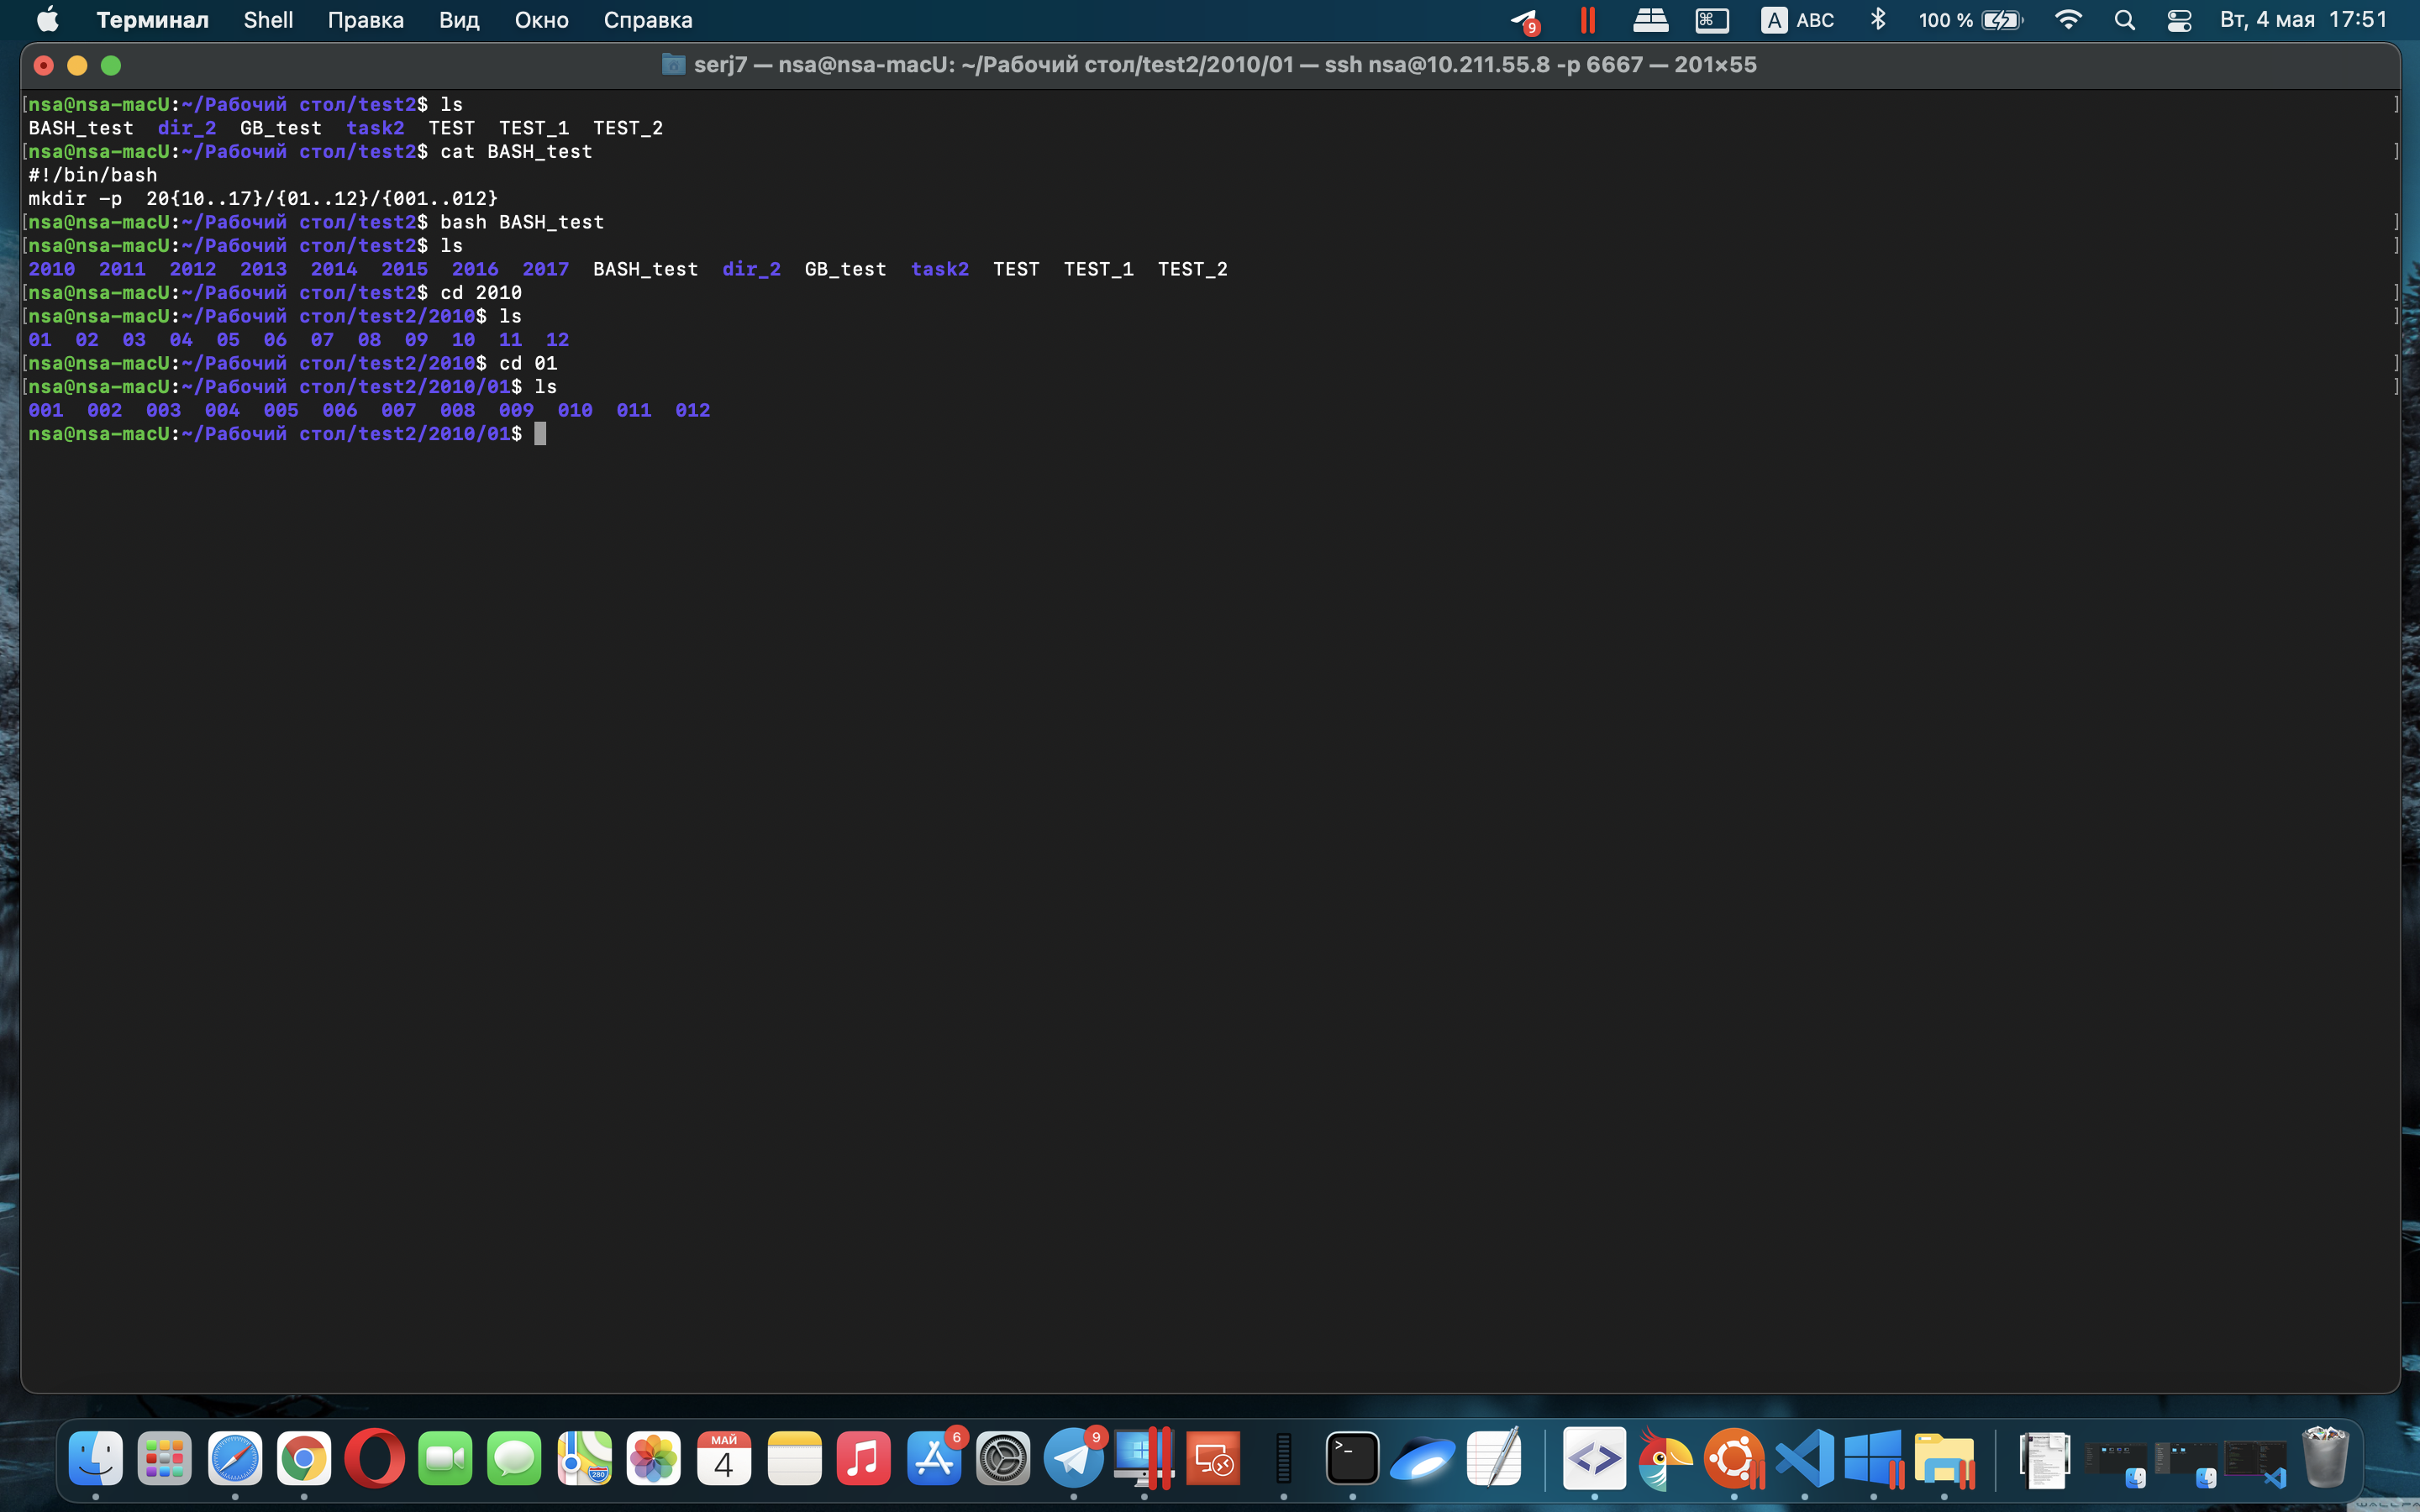 Терминал Shell Правка Вид Окно Справка 9 A ABC 100 % Вт, 4 мая 17:51
serj7 — nsa@nsa-macU: ~/Рабочий стол/test2/2010/01 — ssh nsa@10.211.55.8 -p 6667 — 201×55
[nsa@nsa-macU:~/Рабочий стол/test2$ ls ]
BASH_test dir_2 GB_test task2 TEST TEST_1 TEST_2
[nsa@nsa-macU:~/Рабочий стол/test2$ cat BASH_test ]
#!/bin/bash
mkdir -p 20{10..17}/{01..12}/{001..012}
[nsa@nsa-macU:~/Рабочий стол/test2$ bash BASH_test ]
[nsa@nsa-macU:~/Рабочий стол/test2$ ls ]
2010 2011 2012 2013 2014 2015 2016 2017 BASH_test dir_2 GB_test task2 TEST TEST_1 TEST_2
[nsa@nsa-macU:~/Рабочий стол/test2$ cd 2010 ]
[nsa@nsa-macU:~/Рабочий стол/test2/2010$ ls ]
01 02 03 04 05 06 07 08 09 10 11 12
[nsa@nsa-macU:~/Рабочий стол/test2/2010$ cd 01 ]
[nsa@nsa-macU:~/Рабочий стол/test2/2010/01$ ls ]
001 002 003 004 005 006 007 008 009 010 011 012
nsa@nsa-macU:~/Рабочий стол/test2/2010/01$
280 МАЙ 4 6 9 >_